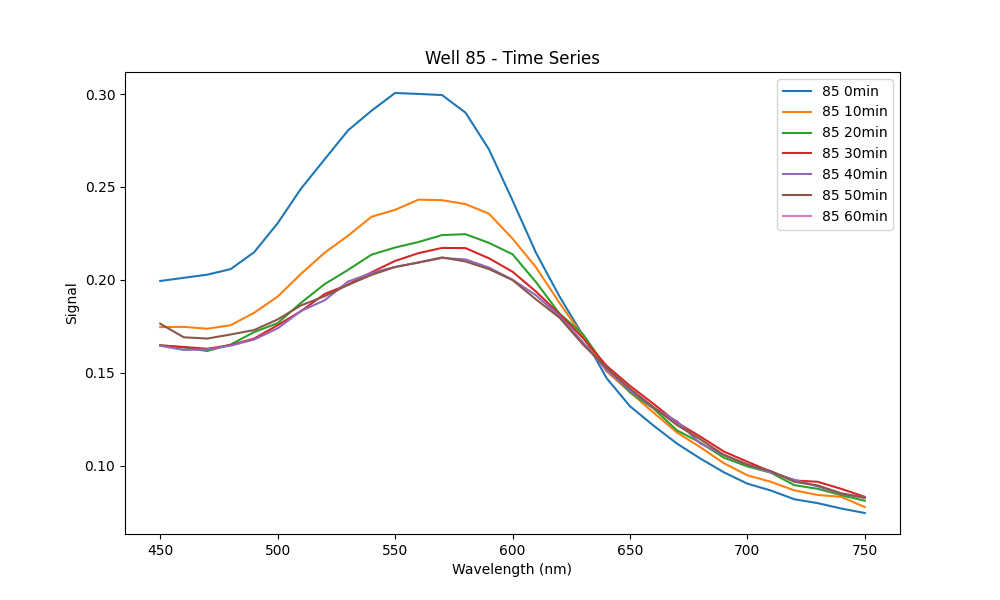 Well 85 - Time Series
Signal
0.30
0.25
0.20
0.15
0.10
450 500 550 600 650 700 750
Wavelength (nm)
85 0min
85 10min
85 20min
85 30min
85 40min
85 50min
85 60min